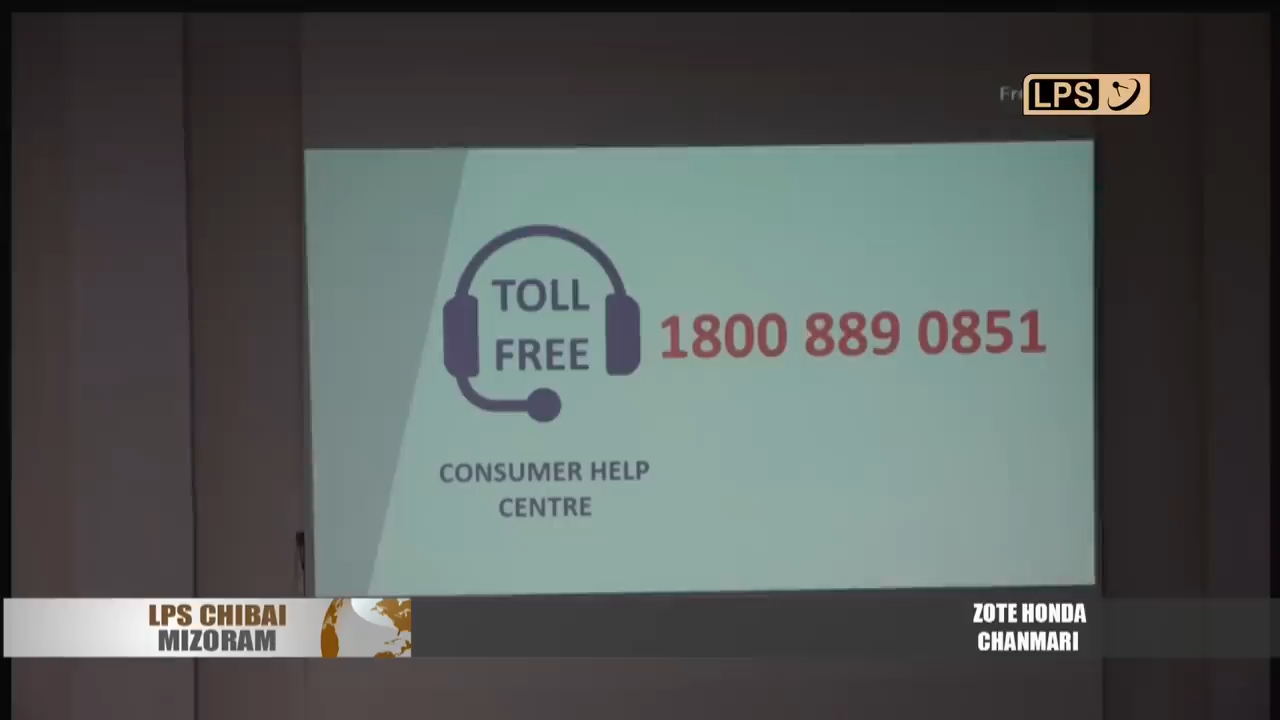 LPS
TOLL
FREE
1800 889 0851
CONSUMER HELP
CENTRE
LPS CHIBAI
MIZORAM
ZOTE HONDA
CHANMARI